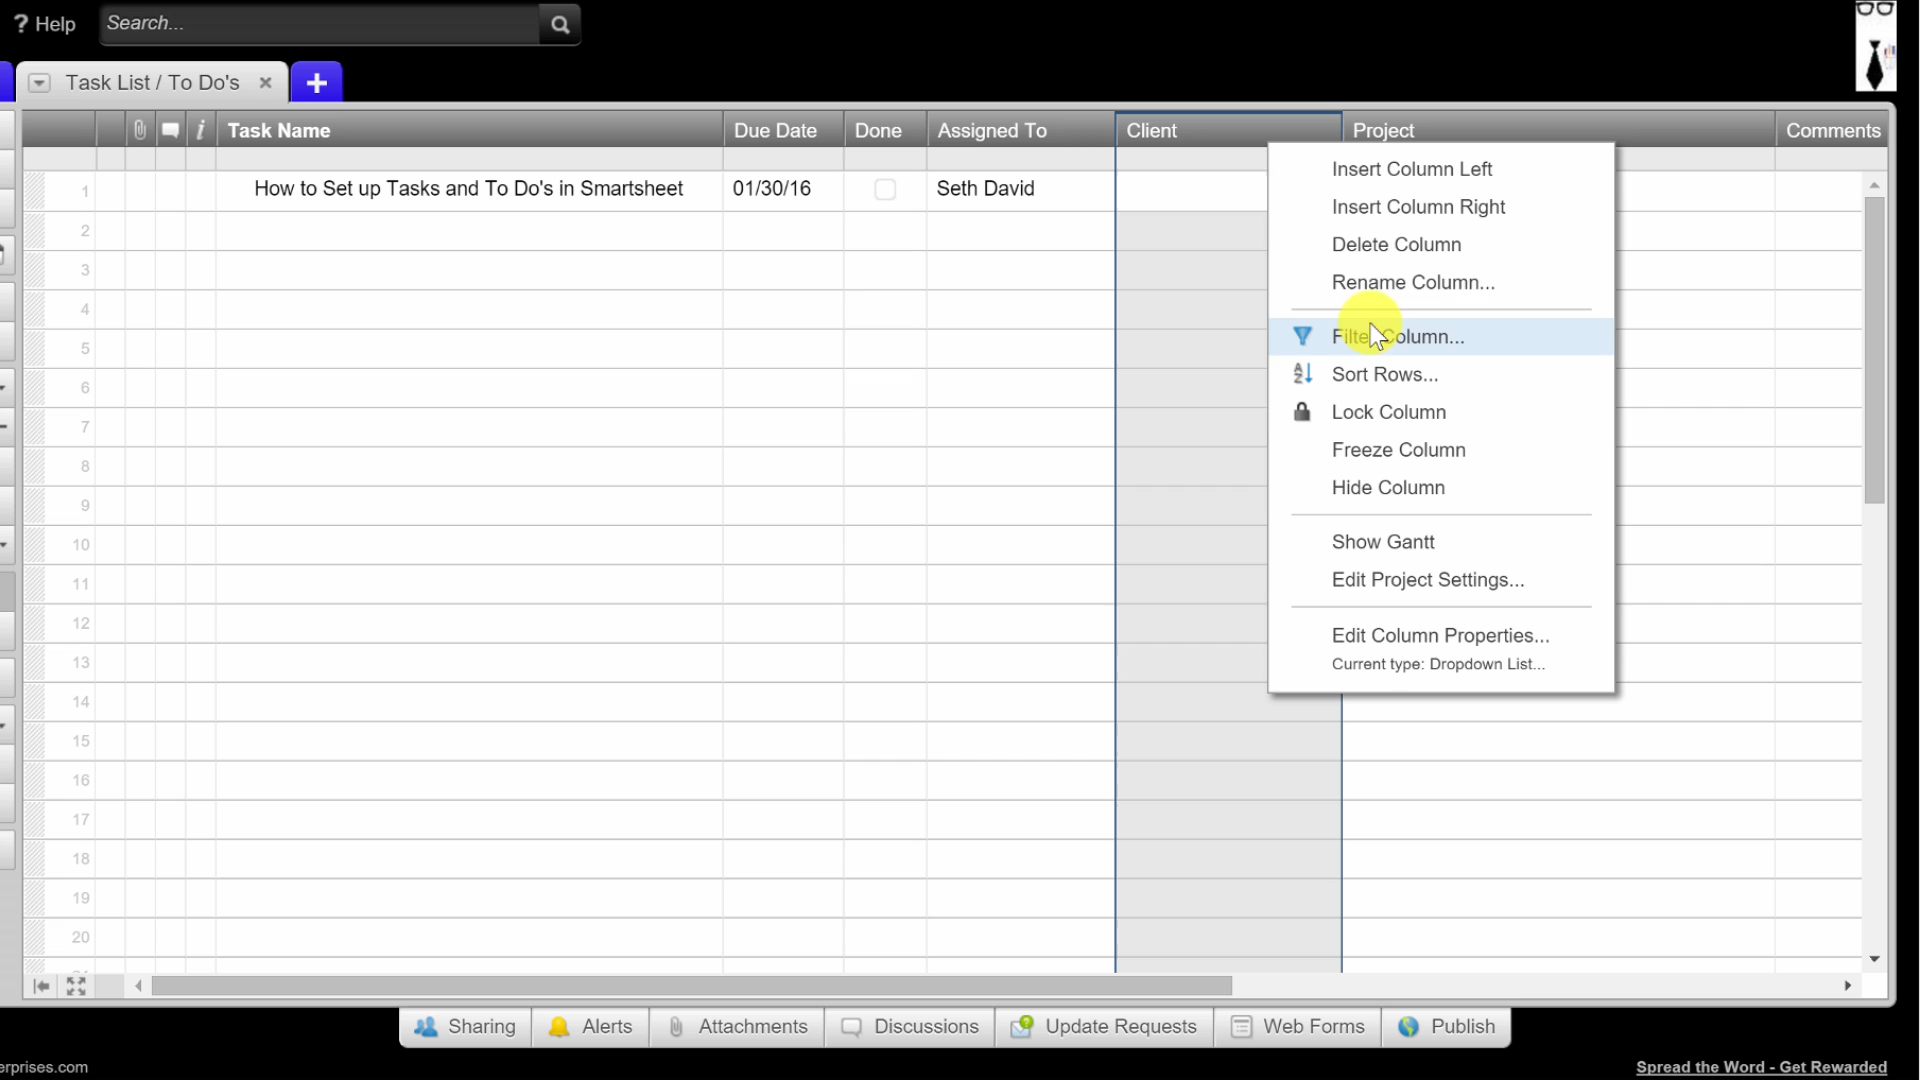 ? Help
Search...
Task List / To Do's
Task Name
Due Date
Done
Assigned To
Client
Project
Comments
1
How to Set up Tasks and To Do's in Smartsheet
01/30/16
Seth David
2
3
4
5
6
7
8
9
10
11
12
13
14
15
16
17
18
19
20
Insert Column Left
Insert Column Right
Delete Column
Rename Column...
Filter Column...
Sort Rows...
Lock Column
Freeze Column
Hide Column
Show Gantt
Edit Project Settings...
Edit Column Properties...
Current type: Dropdown List...
Sharing
Alerts
Attachments
Discussions
Update Requests
Web Forms
Publish
erprises.com
Spread the Word - Get Rewarded